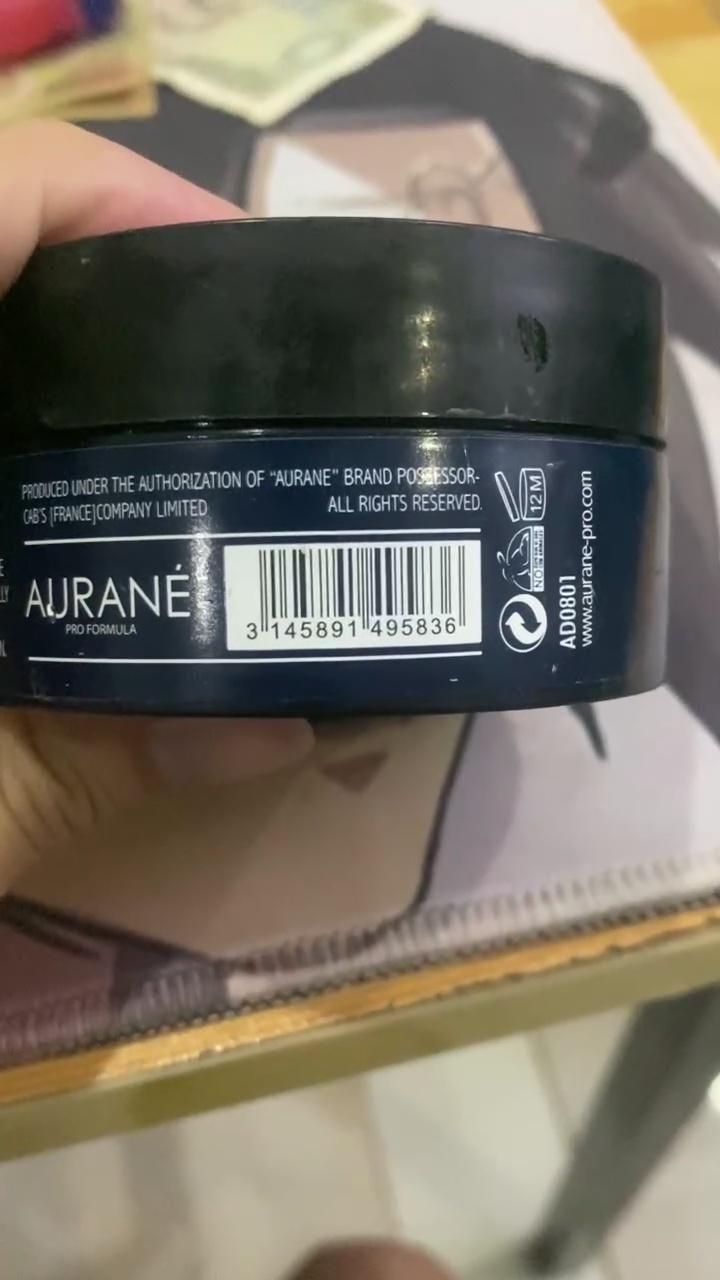 PRODUCED UNDER THE AUTHORIZATION OF "AURANE" BRAND POSSESSOR-
CAB'S [FRANCE]COMPANY LIMITED ALL RIGHTS RESERVED.
AURANÉ
PRO FORMULA
3 145891 495836
12M
AD0801
www.aurane-pro.com